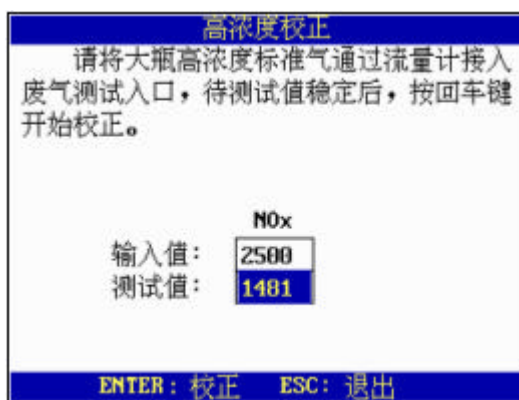 高浓度校正
请将大瓶高浓度标准气通过流量计接入
废气测试入口，待测试值稳定后，按回车键
开始校正。
NOx
输入值： 2500
测试值： 1481
ENTER：校正 ESC：退出